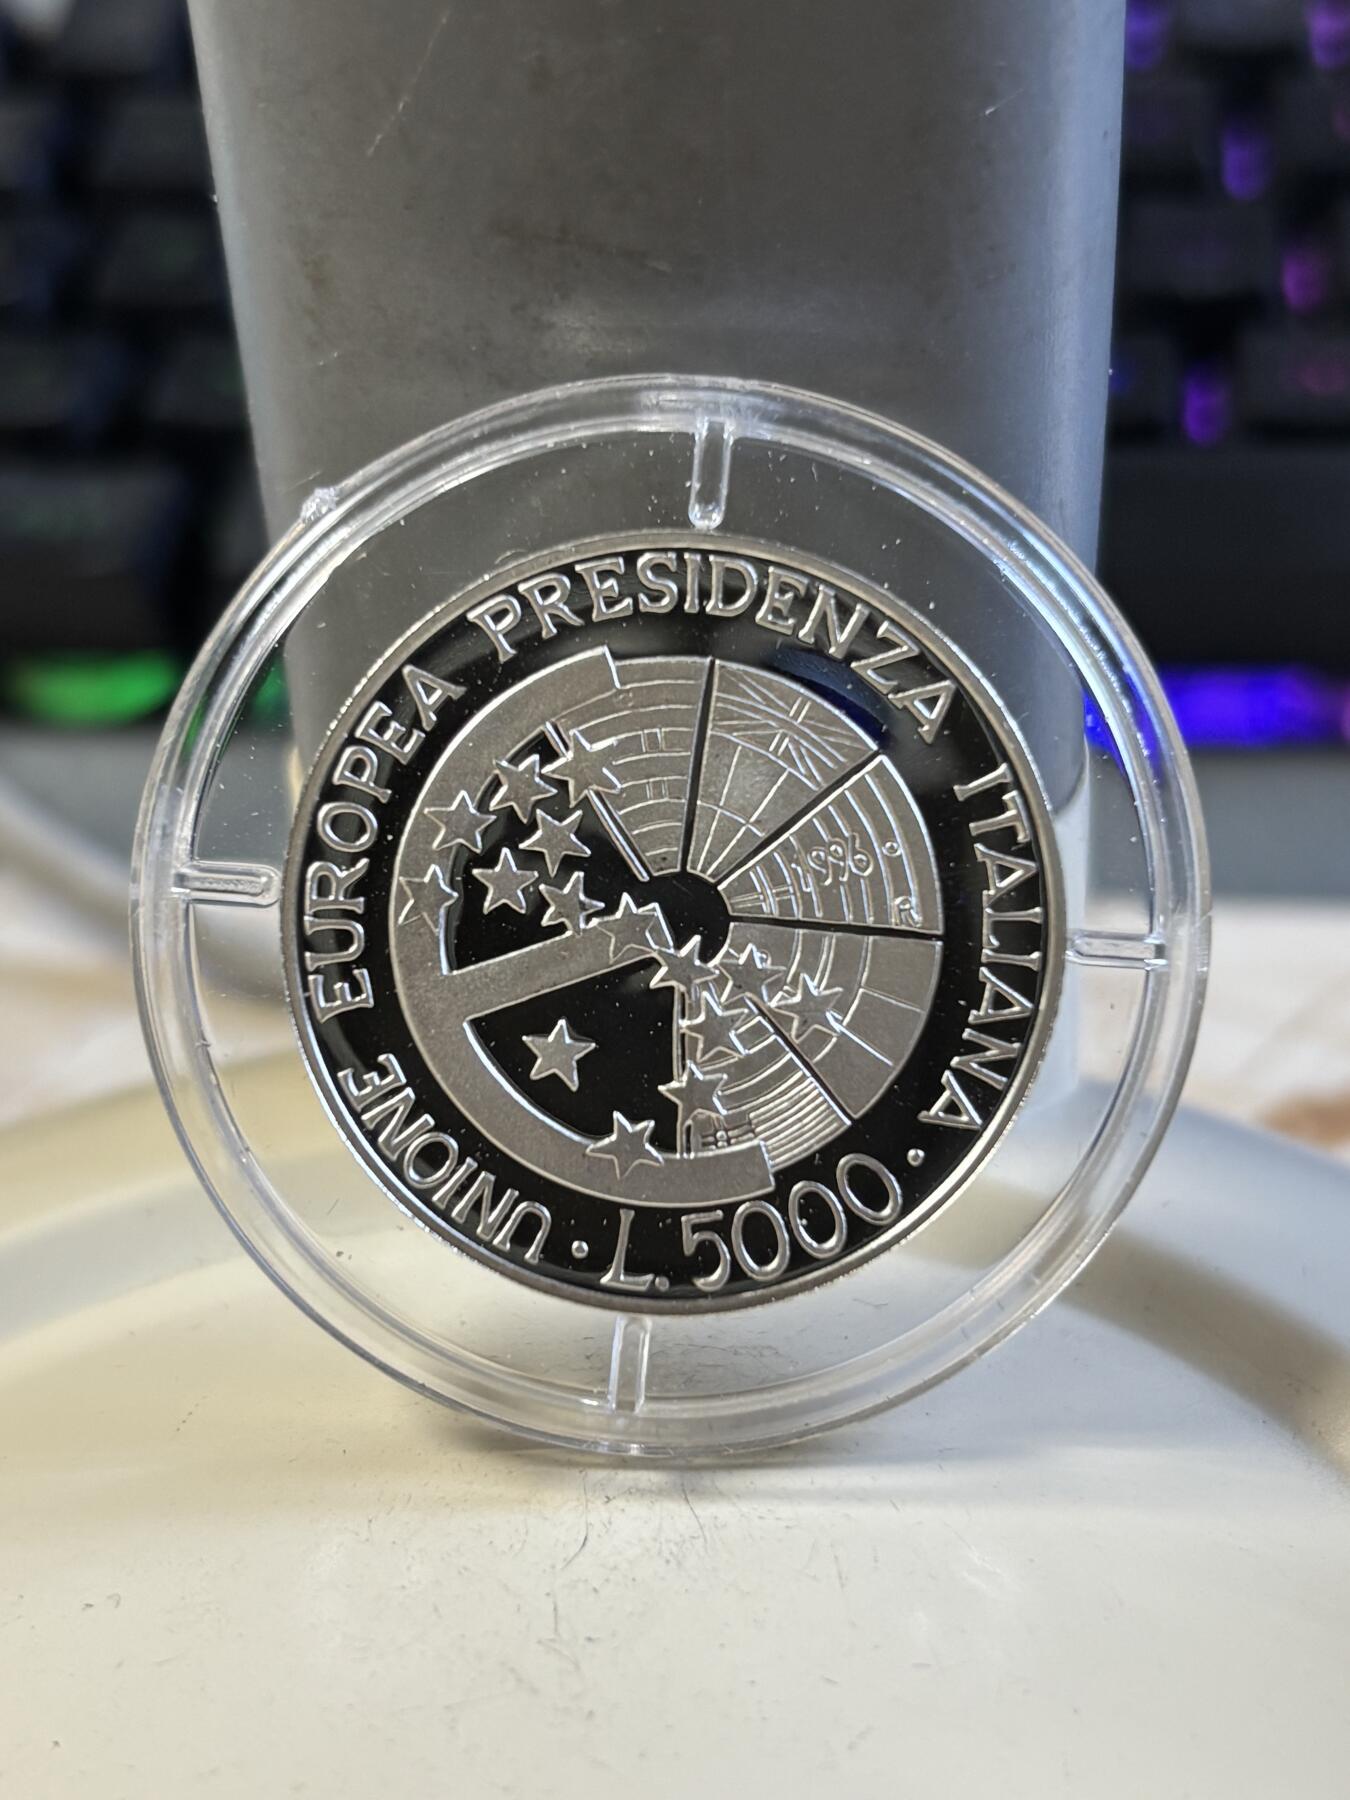 UNIONE EUROPEA PRESIDENZA ITALIANA
1996
R
· L. 5000 ·